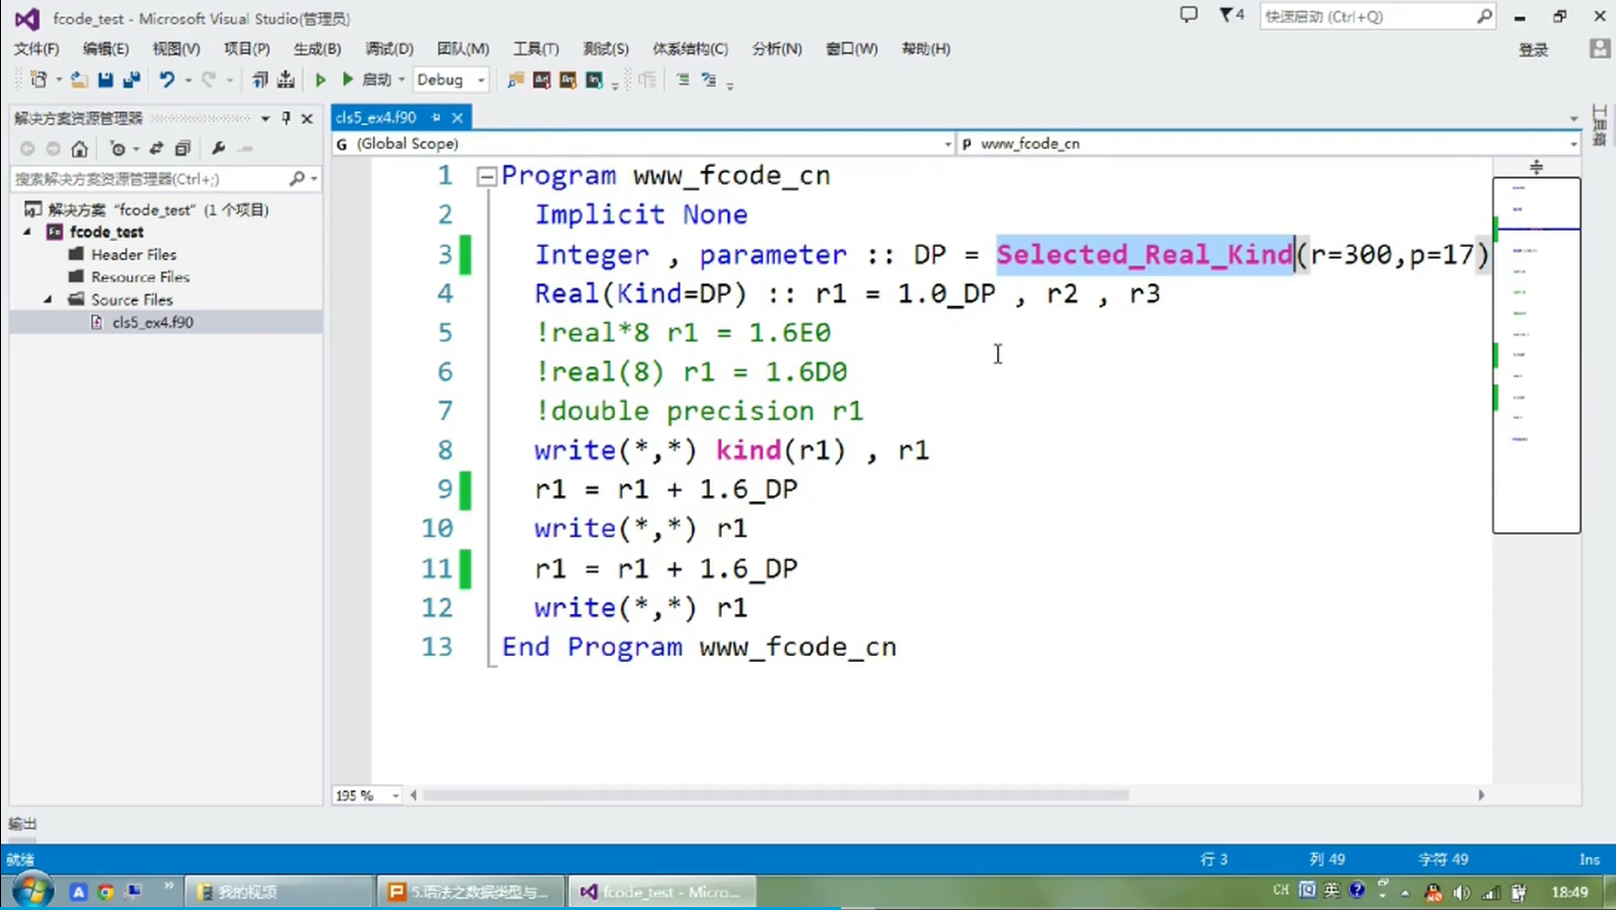 fcode_test - Microsoft Visual Studio(管理员)
4
快速启动 (Ctrl+Q)
文件(F) 编辑(E) 视图(V) 项目(P) 生成(B) 调试(D) 团队(M) 工具(T) 测试(S) 体系结构(C) 分析(N) 窗口(W) 帮助(H)
登录
启动 Debug
解决方案资源管理器
cls5_ex4.f90
(Global Scope)
www_fcode_cn
工具箱
搜索解决方案资源管理器(Ctrl+;)
解决方案 "fcode_test" (1 个项目)
fcode_test
Header Files
Resource Files
Source Files
cls5_ex4.f90
1 Program www_fcode_cn
2 Implicit None
3 Integer , parameter :: DP = Selected_Real_Kind(r=300,p=17)
4 Real(Kind=DP) :: r1 = 1.0_DP , r2 , r3
5 !real*8 r1 = 1.6E0
6 !real(8) r1 = 1.6D0
7 !double precision r1
8 write(*,*) kind(r1) , r1
9 r1 = r1 + 1.6_DP
10 write(*,*) r1
11 r1 = r1 + 1.6_DP
12 write(*,*) r1
13 End Program www_fcode_cn
195 %
输出
就绪
行 3 列 49 字符 49 Ins
我的视频
5.语法之数据类型与...
fcode_test - Micro...
CH 英 18:49